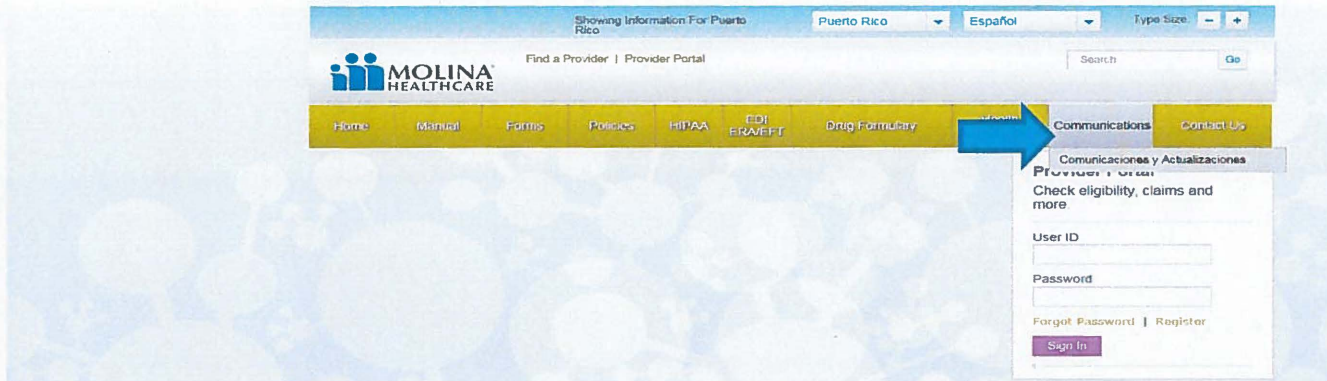 Showing Information For Puerto Rico
Puerto Rico
Español
Type Size - +
MOLINA HEALTHCARE
Find a Provider | Provider Portal
Search
Go
Home
Manual
Forms
Policies
HIPAA
EDI ERA/EFT
Drug Formulary
Communications
Contact Us
Comunicaciones y Actualizaciones
Provider Portal
Check eligibility, claims and
more.
User ID
Password
Forgot Password | Register
Sign In